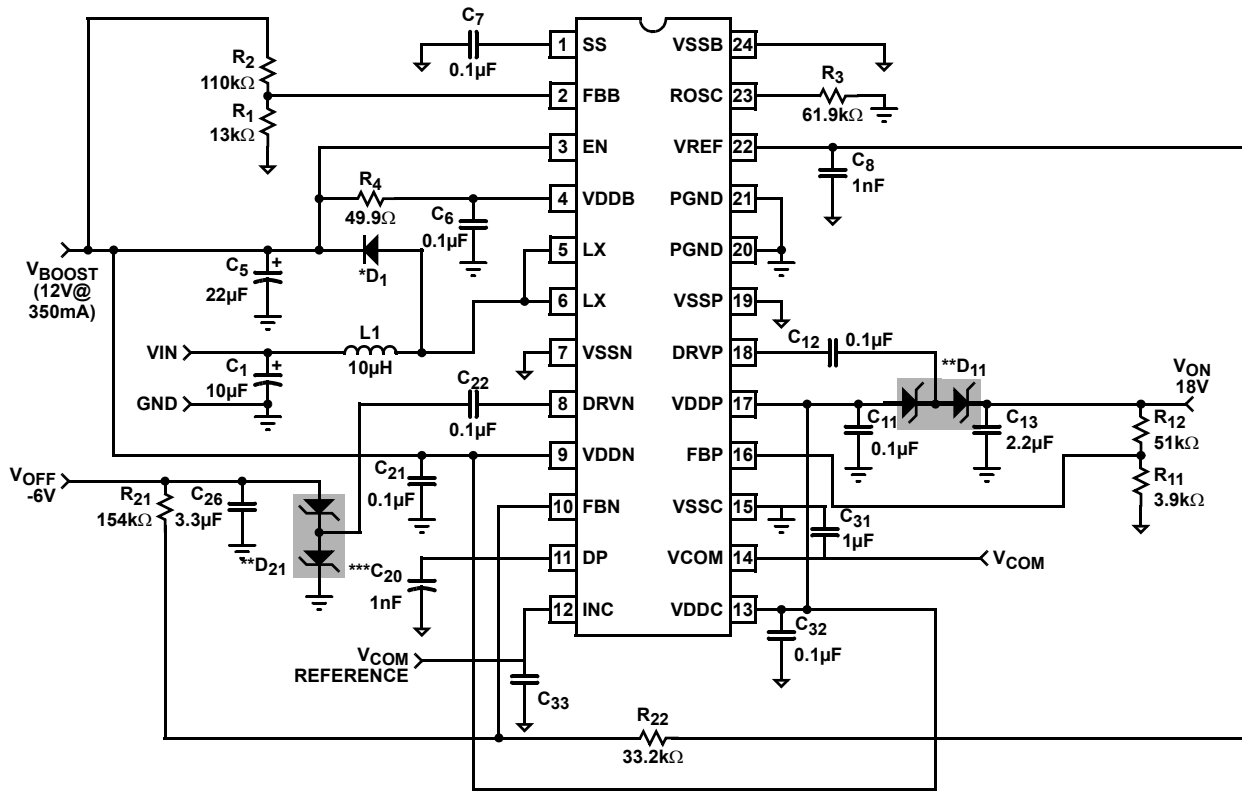 C7
0.1µF
R2
110kΩ
R1
13kΩ
R4
49.9Ω
C6
0.1µF
VBOOST
(12V@
350mA)
C5
+
22µF
*D1
VIN
C1
+
10µF
L1
10µH
GND
C22
0.1µF
VOFF
-6V
R21
154kΩ
C26
3.3µF
**D21
C21
0.1µF
***C20
1nF
VCOM
REFERENCE
C33
R22
33.2kΩ
1 SS
2 FBB
3 EN
4 VDDB
5 LX
6 LX
7 VSSN
8 DRVN
9 VDDN
10 FBN
11 DP
12 INC
VSSB 24
ROSC 23
VREF 22
PGND 21
PGND 20
VSSP 19
DRVP 18
VDDP 17
FBP 16
VSSC 15
VCOM 14
VDDC 13
R3
61.9kΩ
C8
1nF
C12
0.1µF
**D11
VON
18V
C11
0.1µF
C13
2.2µF
R12
51kΩ
R11
3.9kΩ
C31
1µF
VCOM
C32
0.1µF